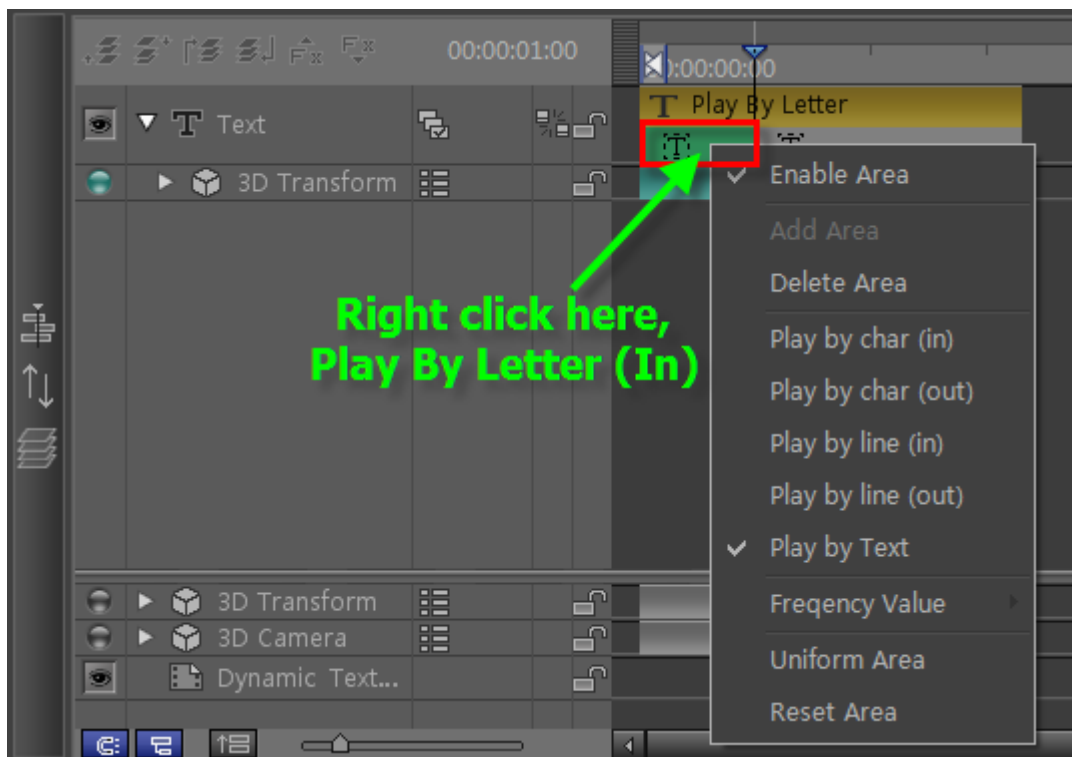 00:00:01:00
:00:00:00
Text
T Play By Letter
3D Transform
Right click here,
Play By Letter (In)
Enable Area
Add Area
Delete Area
Play by char (in)
Play by char (out)
Play by line (in)
Play by line (out)
Play by Text
Freqency Value
Uniform Area
Reset Area
3D Transform
3D Camera
Dynamic Text...